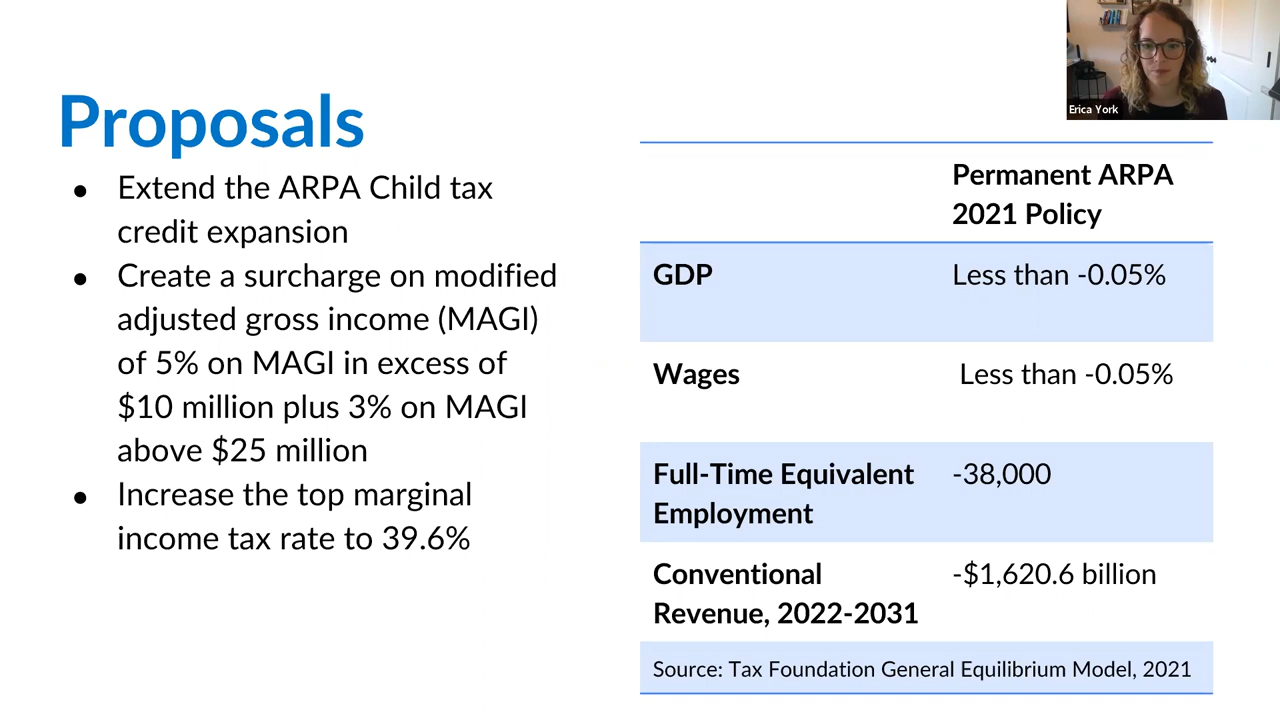 Erica York
Proposals
● Extend the ARPA Child tax
credit expansion
● Create a surcharge on modified
adjusted gross income (MAGI)
of 5% on MAGI in excess of
$10 million plus 3% on MAGI
above $25 million
● Increase the top marginal
income tax rate to 39.6%
Permanent ARPA
2021 Policy
GDP Less than -0.05%
Wages Less than -0.05%
Full-Time Equivalent -38,000
Employment
Conventional -$1,620.6 billion
Revenue, 2022-2031
Source: Tax Foundation General Equilibrium Model, 2021